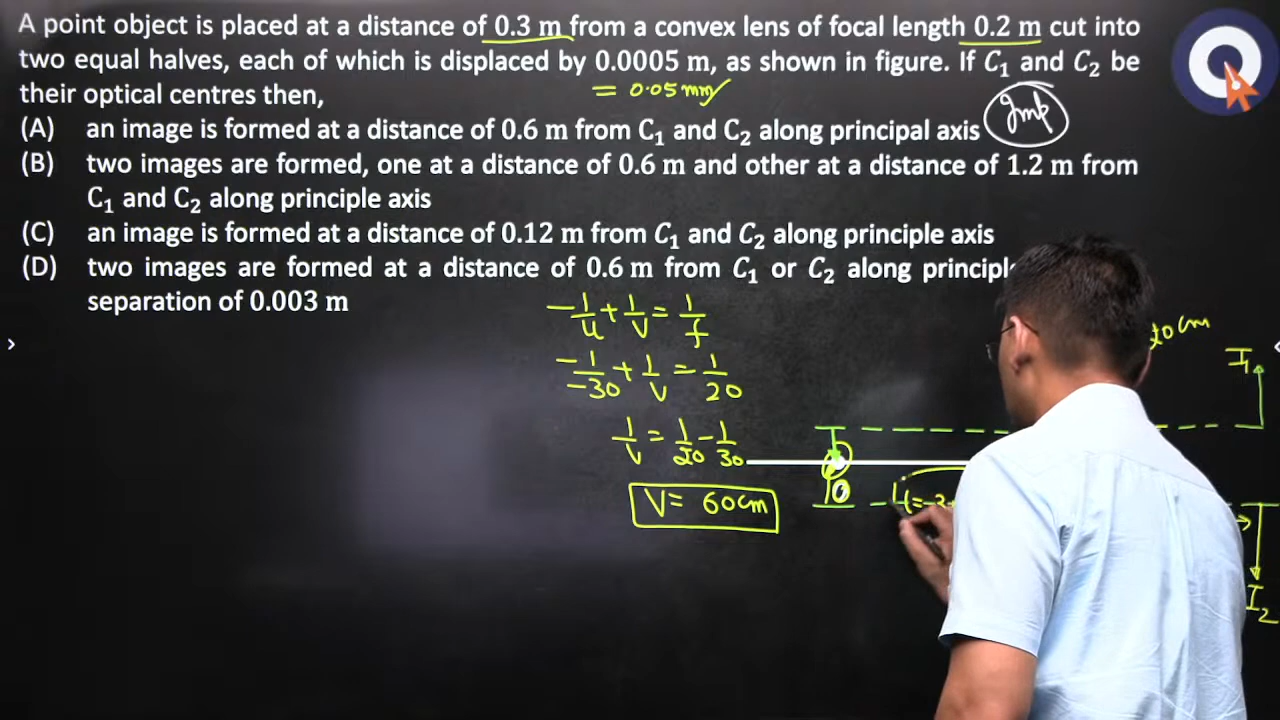 A point object is placed at a distance of 0.3 m from a convex lens of focal length 0.2 m cut into
two equal halves, each of which is displaced by 0.0005 m, as shown in figure. If C₁ and C₂ be
their optical centres then,
= 0.05 mm
(A) an image is formed at a distance of 0.6 m from C₁ and C₂ along principal axis
Imp
(B) two images are formed, one at a distance of 0.6 m and other at a distance of 1.2 m from
C₁ and C₂ along principle axis
(C) an image is formed at a distance of 0.12 m from C₁ and C₂ along principle axis
(D) two images are formed at a distance of 0.6 m from C₁ or C₂ along
separation of 0.003 m
-1/u + 1/v = 1/f
-1/-30 + 1/v = 1/20
1/v = 1/20 - 1/30
V = 60cm
20cm
I₁
I₂